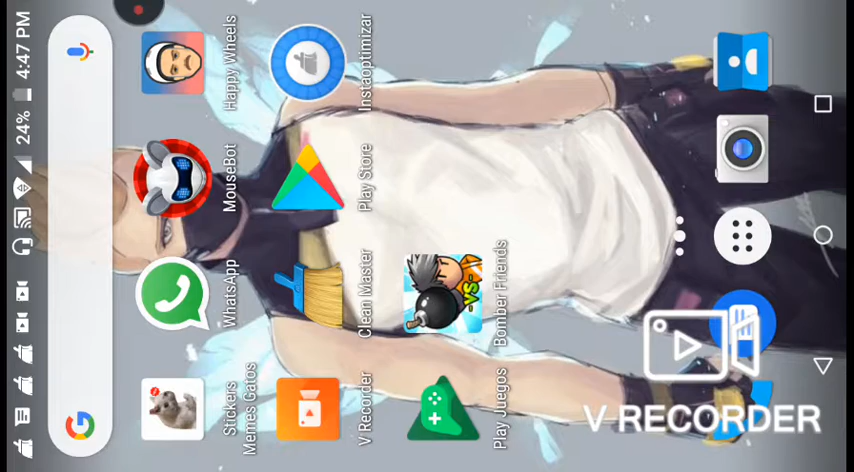 24% 4:47 PM
Stickers
Memes Gatos
WhatsApp
MouseBot
Happy Wheels
V Recorder
Clean Master
Play Store
Instaoptimizar
Play Juegos
Bomber Friends
-VS-
V RECORDER